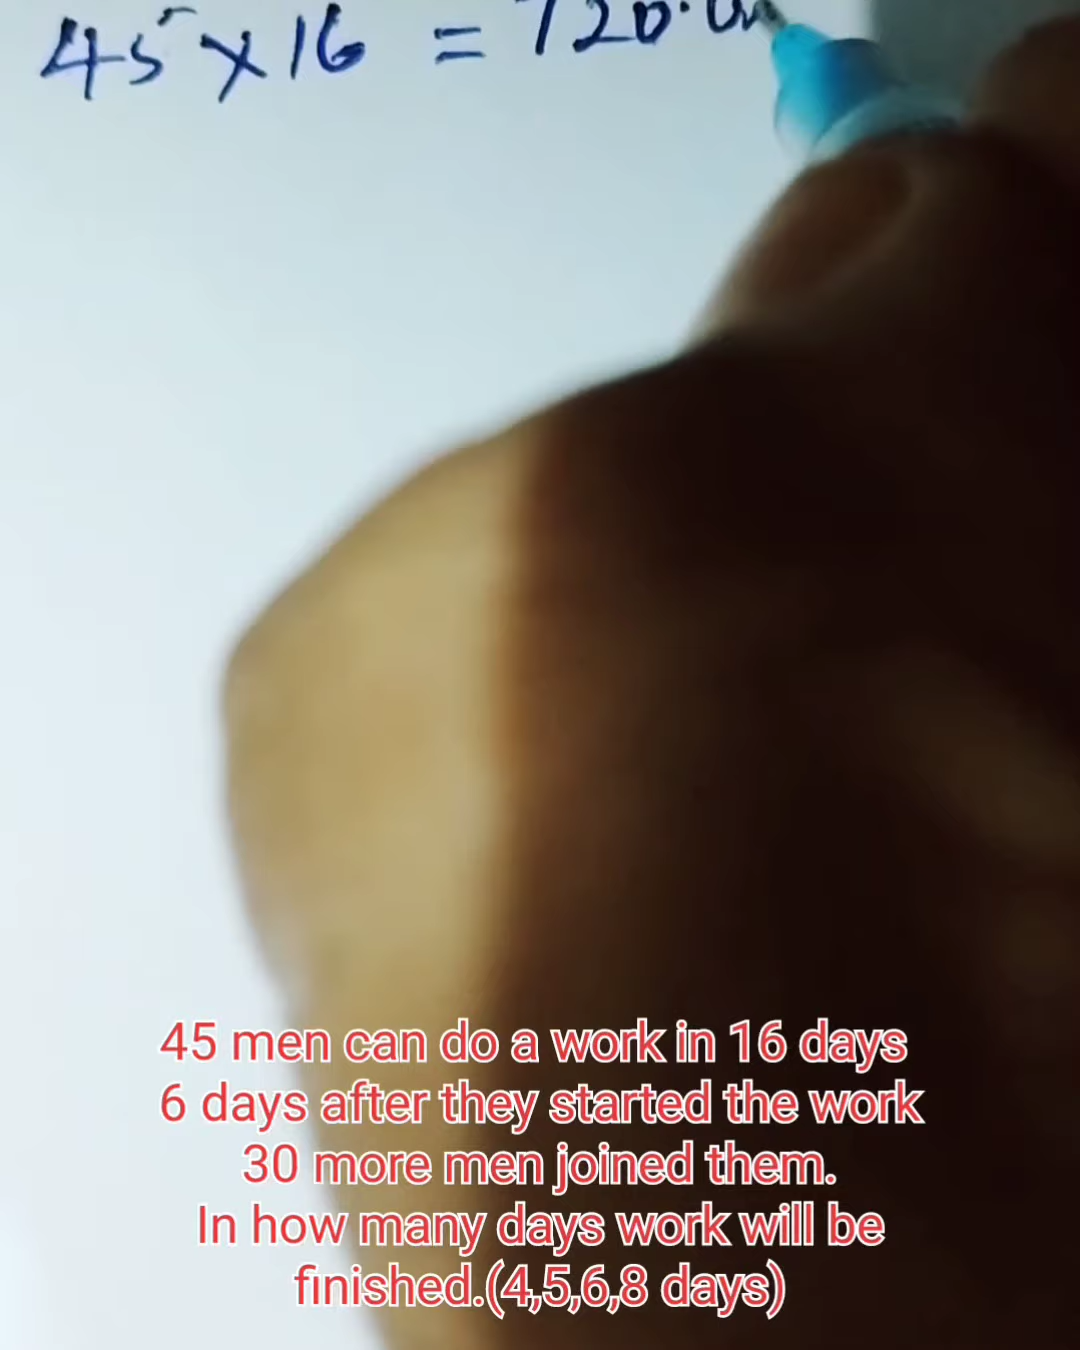 45 × 16 = 720.
45 men can do a work in 16 days
6 days after they started the work
30 more men joined them.
In how many days work will be
finished.(4,5,6,8 days)